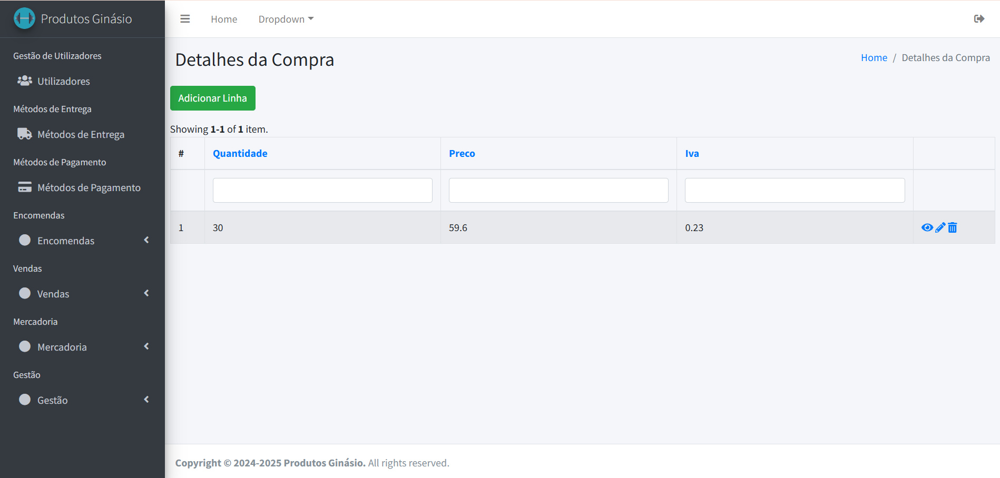 Produtos Ginásio
Home
Dropdown
Gestão de Utilizadores
Utilizadores
Métodos de Entrega
Métodos de Entrega
Métodos de Pagamento
Métodos de Pagamento
Encomendas
Encomendas
Vendas
Vendas
Mercadoria
Mercadoria
Gestão
Gestão
Detalhes da Compra
Home / Detalhes da Compra
Adicionar Linha
Showing 1-1 of 1 item.
# Quantidade Preco Iva
1 30 59.6 0.23
Copyright © 2024-2025 Produtos Ginásio. All rights reserved.